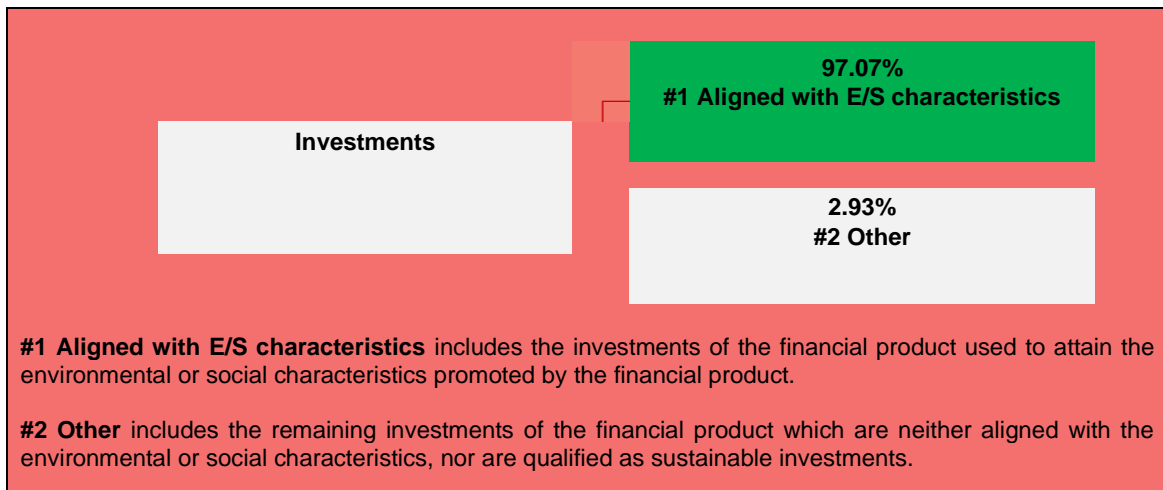 97.07%
#1 Aligned with E/S characteristics
Investments
2.93%
#2 Other
#1 Aligned with E/S characteristics includes the investments of the financial product used to attain the
environmental or social characteristics promoted by the financial product.
#2 Other includes the remaining investments of the financial product which are neither aligned with the
environmental or social characteristics, nor are qualified as sustainable investments.